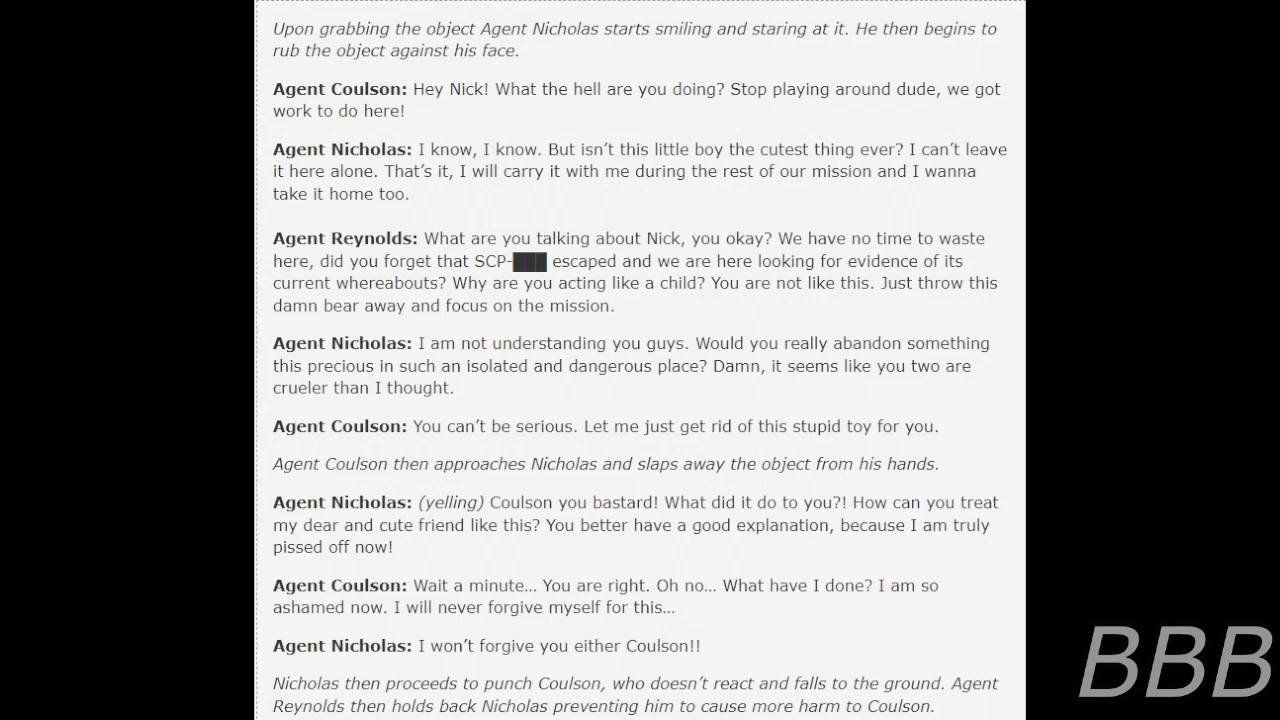 Upon grabbing the object Agent Nicholas starts smiling and staring at it. He then begins to
rub the object against his face.
Agent Coulson: Hey Nick! What the hell are you doing? Stop playing around dude, we got
work to do here!
Agent Nicholas: I know, I know. But isn’t this little boy the cutest thing ever? I can’t leave
it here alone. That’s it, I will carry it with me during the rest of our mission and I wanna
take it home too.
Agent Reynolds: What are you talking about Nick, you okay? We have no time to waste
here, did you forget that SCP-███ escaped and we are here looking for evidence of its
current whereabouts? Why are you acting like a child? You are not like this. Just throw this
damn bear away and focus on the mission.
Agent Nicholas: I am not understanding you guys. Would you really abandon something
this precious in such an isolated and dangerous place? Damn, it seems like you two are
crueler than I thought.
Agent Coulson: You can’t be serious. Let me just get rid of this stupid toy for you.
Agent Coulson then approaches Nicholas and slaps away the object from his hands.
Agent Nicholas: (yelling) Coulson you bastard! What did it do to you?! How can you treat
my dear and cute friend like this? You better have a good explanation, because I am truly
pissed off now!
Agent Coulson: Wait a minute… You are right. Oh no… What have I done? I am so
ashamed now. I will never forgive myself for this…
Agent Nicholas: I won’t forgive you either Coulson!!
Nicholas then proceeds to punch Coulson, who doesn’t react and falls to the ground. Agent
Reynolds then holds back Nicholas preventing him to cause more harm to Coulson.
BBB